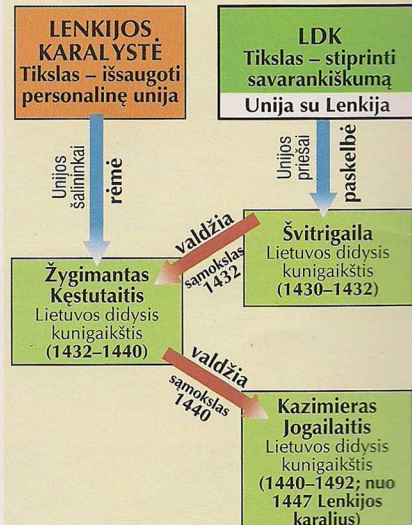 LENKIJOS
KARALYSTĖ
Tikslas – išsaugoti
personalinę unija
LDK
Tikslas – stiprinti
savarankiškumą
Unija su Lenkija
Unijos
šalininkai
rėmė
Unijos
priešai
paskelbė
valdžia
sąmokslas
1432
Švitrigaila
Lietuvos didysis
kunigaikštis
(1430–1432)
Žygimantas
Kęstutaitis
Lietuvos didysis
kunigaikštis
(1432–1440)
valdžia
sąmokslas
1440
Kazimieras
Jogailaitis
Lietuvos didysis
kunigaikštis
(1440–1492; nuo
1447 Lenkijos
karalius)